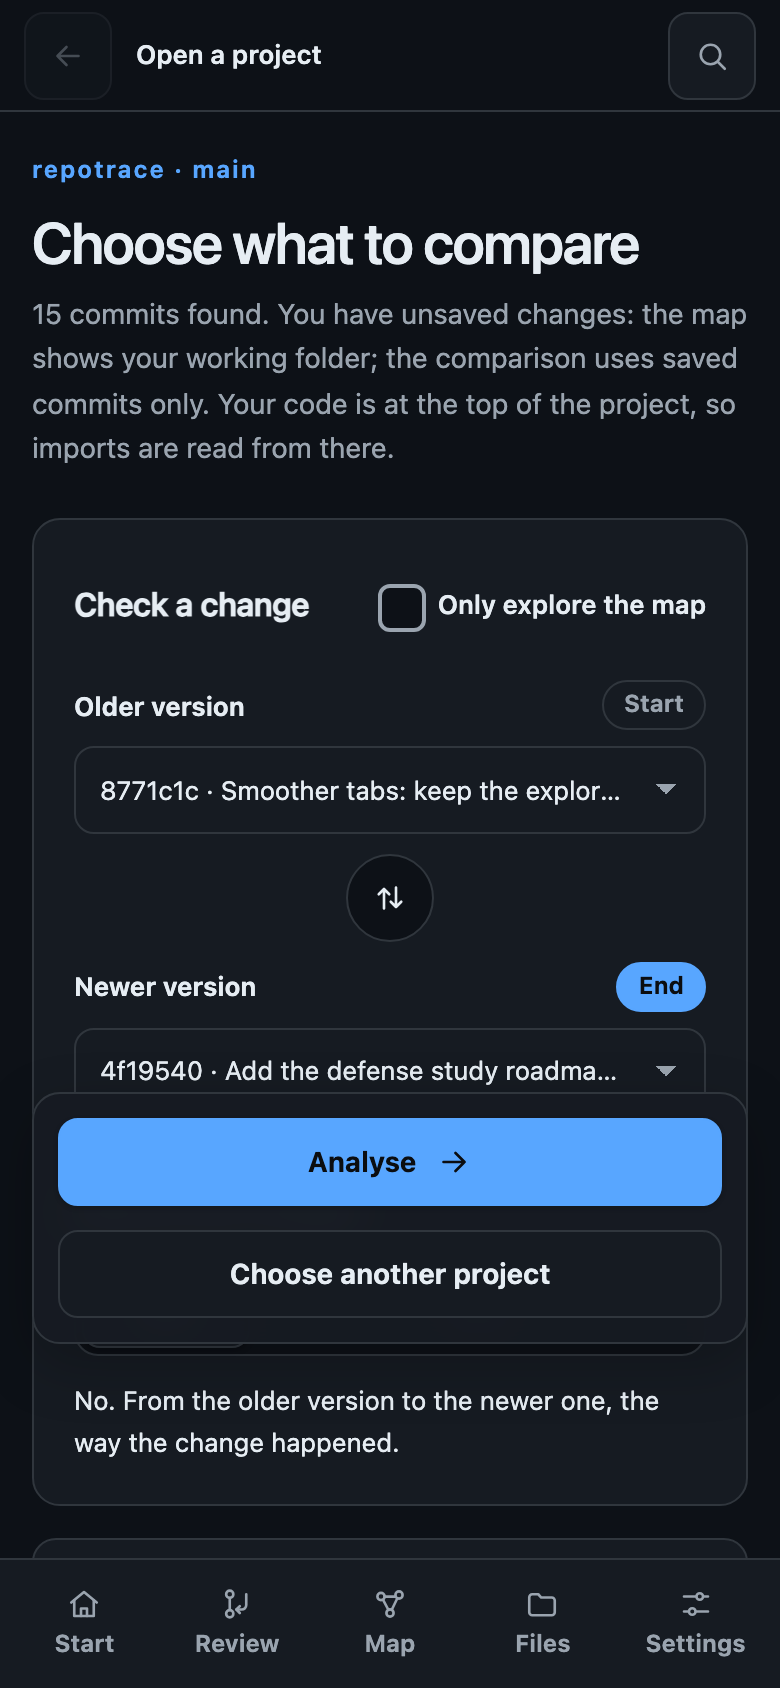 Open a project
repotrace · main
Choose what to compare
15 commits found. You have unsaved changes: the map
shows your working folder; the comparison uses saved
commits only. Your code is at the top of the project, so
imports are read from there.
Check a change
Only explore the map
Older version
Start
8771c1c · Smoother tabs: keep the explor...
Newer version
End
4f19540 · Add the defense study roadma...
Analyse →
Choose another project
No. From the older version to the newer one, the
way the change happened.
Start
Review
Map
Files
Settings